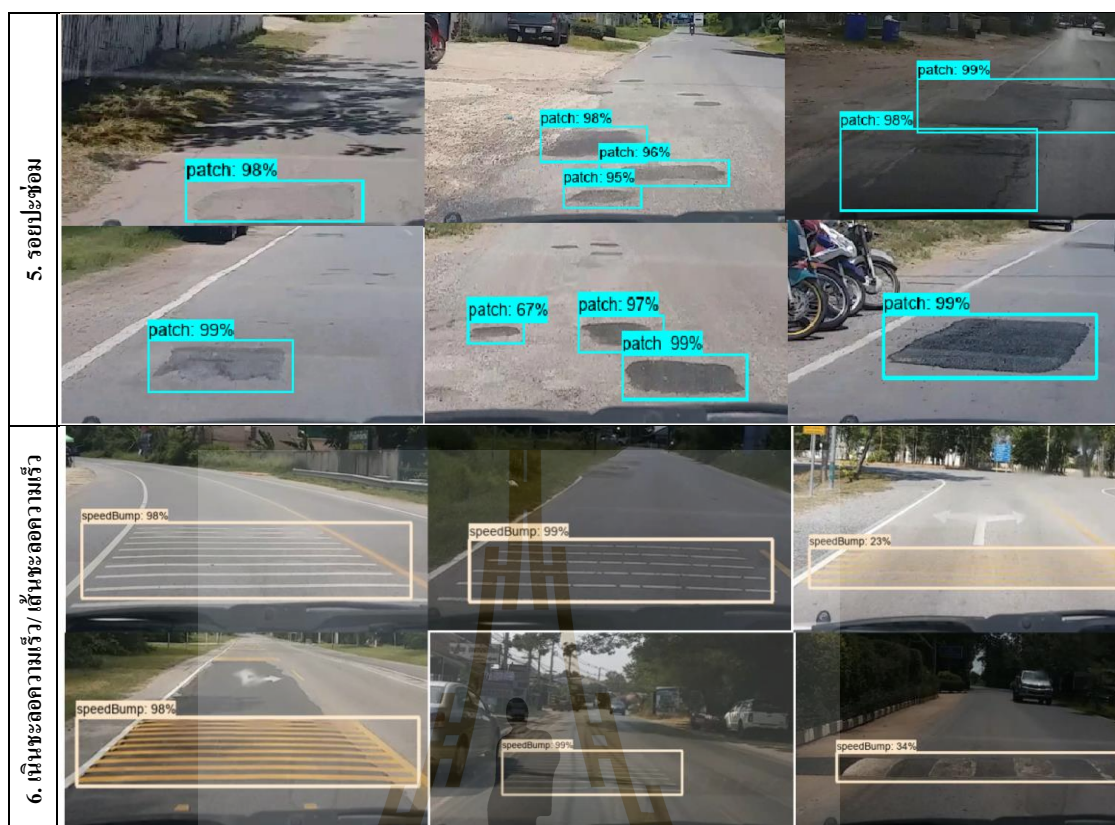 5. รอยปะซ่อม
patch: 98%
patch: 98%
patch: 96%
patch: 95%
patch: 99%
patch: 98%
patch: 99%
patch: 67%
patch: 97%
patch 99%
patch: 99%
6. เนินชะลอความเร็ว/ เส้นชะลอความเร็ว
speedBump: 98%
speedBump: 99%
speedBump: 23%
speedBump: 98%
speedBump: 99%
speedBump: 34%